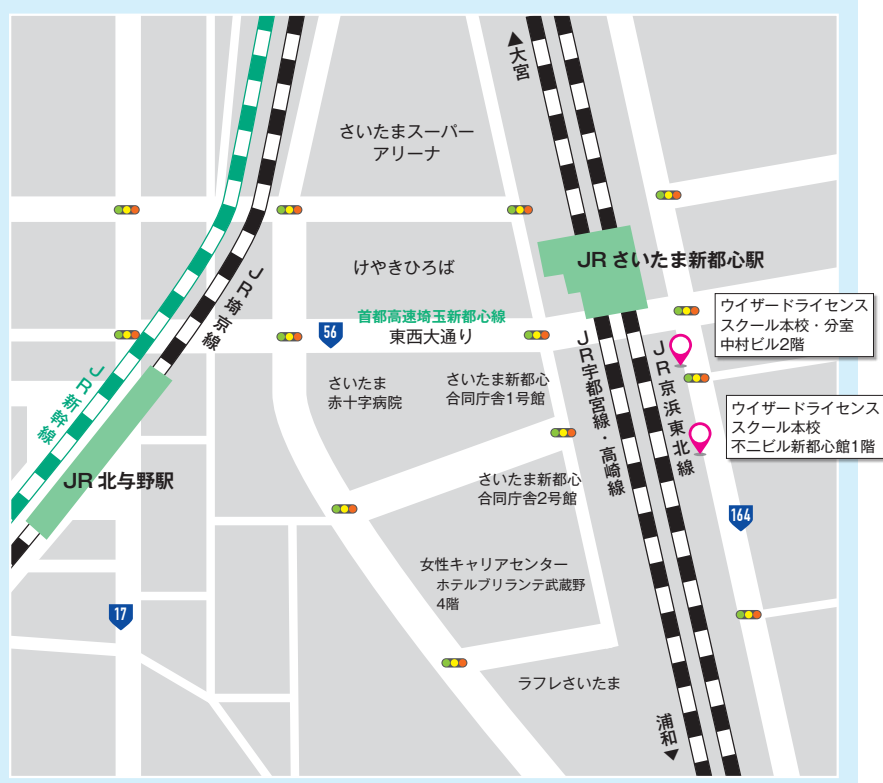 ▲大宮
さいたまスーパー
アリーナ
JR さいたま新都心駅
けやきひろば
JR埼京線
首都高速埼玉新都心線
56
東西大通り
ウイザードライセンス
スクール本校・分室
中村ビル2階
JR新幹線
さいたま
赤十字病院
さいたま新都心
合同庁舎1号館
JR宇都宮線・高崎線
JR京浜東北線
ウイザードライセンス
スクール本校
不二ビル新都心館1階
JR 北与野駅
さいたま新都心
合同庁舎2号館
164
女性キャリアセンター
ホテルブリランテ武蔵野
4階
17
ラフレさいたま
浦和▼